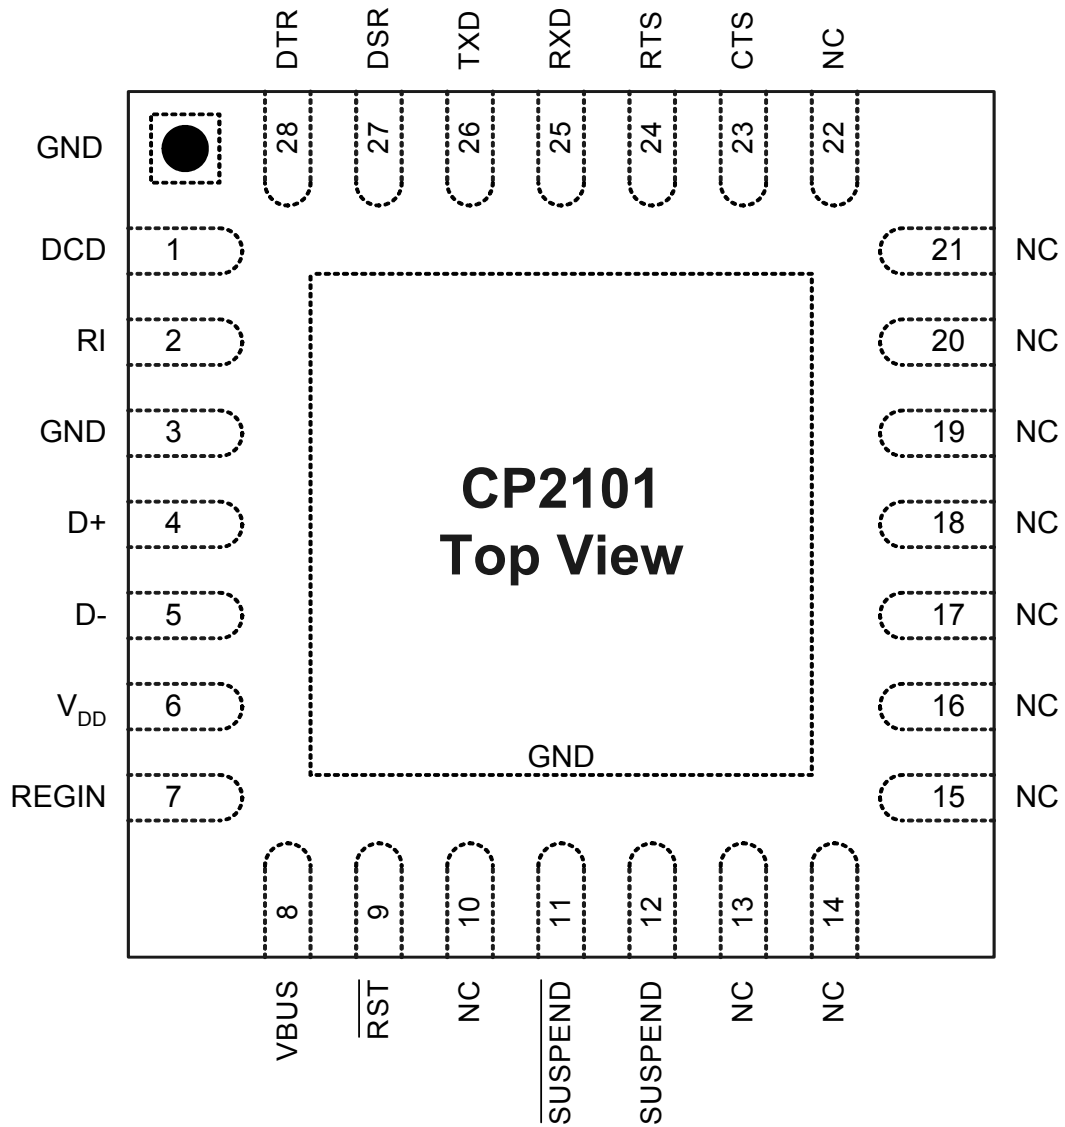 DTR
DSR
TXD
RXD
RTS
CTS
NC
28
27
26
25
24
23
22
GND
DCD 1
21 NC
RI 2
20 NC
GND 3
19 NC
D+ 4
18 NC
D- 5
17 NC
VDD 6
16 NC
REGIN 7
15 NC
CP2101
Top View
GND
8
9
10
11
12
13
14
VBUS
R̅S̅T̅
NC
S̅U̅S̅P̅E̅N̅D̅
SUSPEND
NC
NC